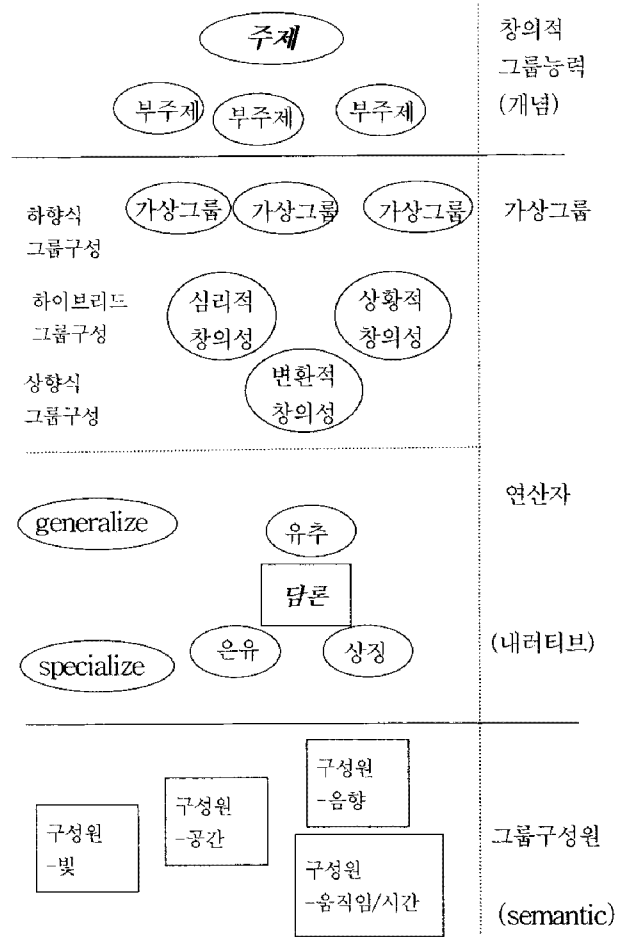 주제
창의적
그룹능력
(개념)
부주제 부주제 부주제
하향식
그룹구성
가상그룹 가상그룹 가상그룹
가상그룹
하이브리드
그룹구성
심리적
창의성
상황적
창의성
상향식
그룹구성
변환적
창의성
연산자
generalize
유추
담론
(내러티브)
specialize
은유
상징
구성원
-음향
구성원
-공간
구성원
-빛
그룹구성원
구성원
-움직임/시간
(semantic)